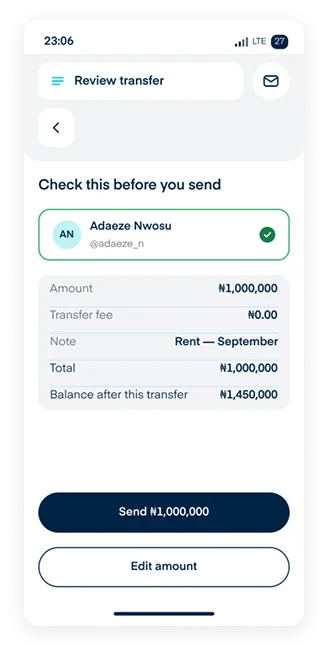 23:06 LTE 27
Review transfer
Check this before you send
AN
Adaeze Nwosu
@adaeze_n
Amount ₦1,000,000
Transfer fee ₦0.00
Note Rent — September
Total ₦1,000,000
Balance after this transfer ₦1,450,000
Send ₦1,000,000
Edit amount